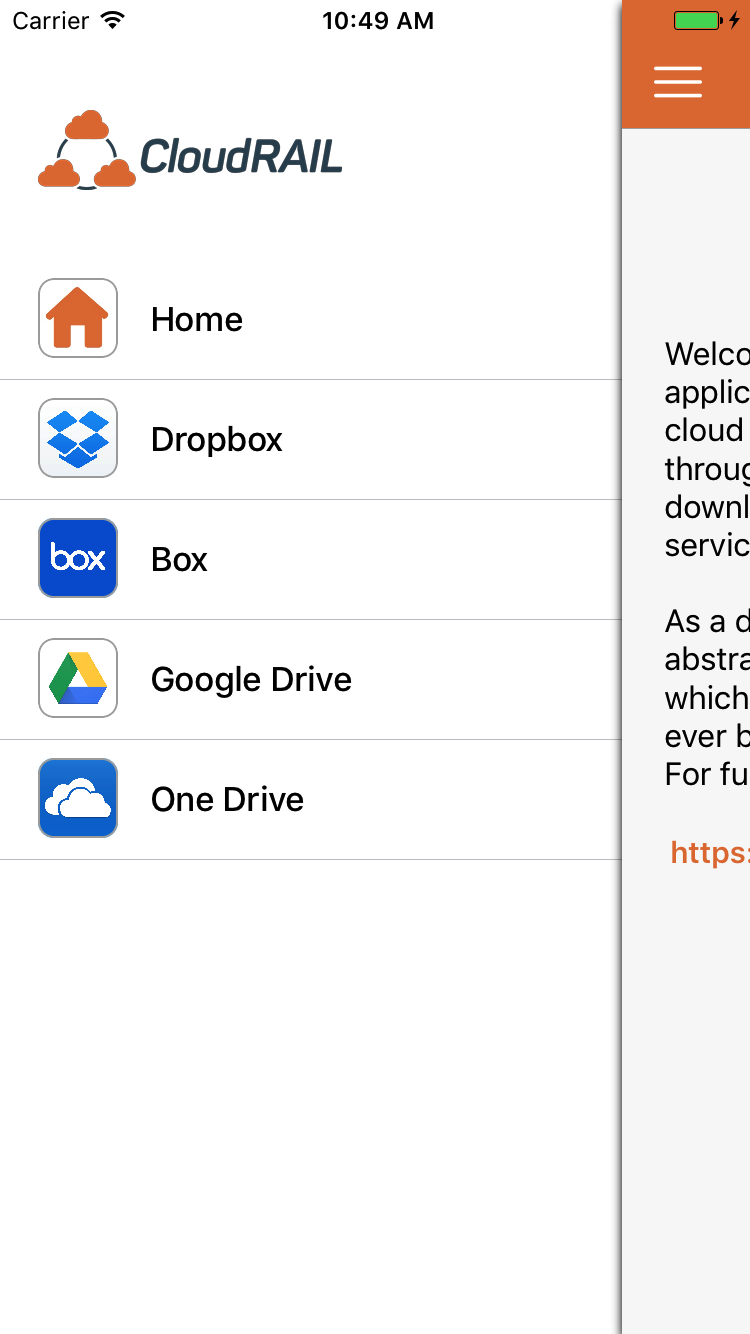 Carrier 10:49 AM
CloudRAIL
Home
Dropbox
box
Box
Google Drive
One Drive
Welco
applic
cloud
throug
downl
servic
As a d
abstra
which
ever b
For fu
https: